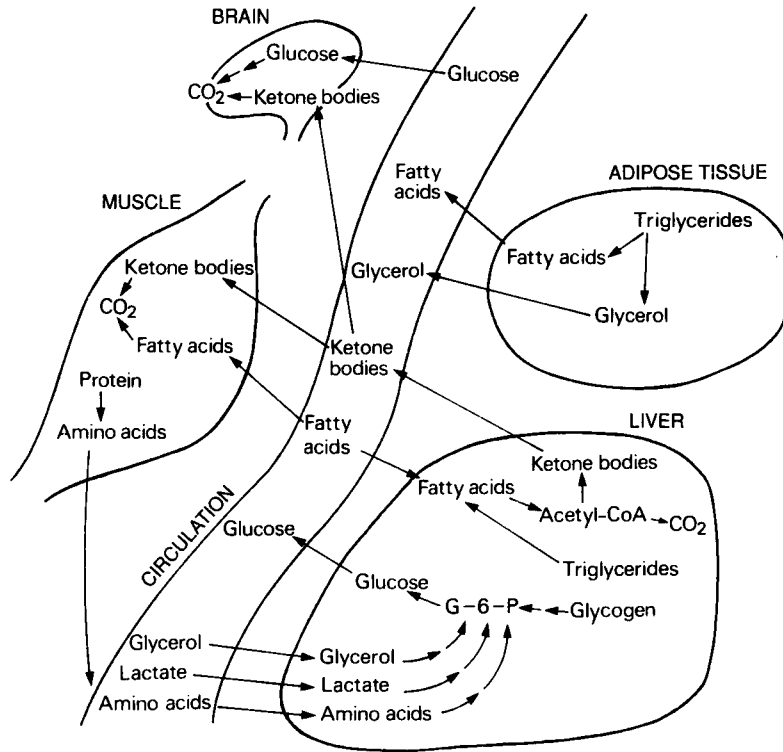 BRAIN
Glucose
CO2
Ketone bodies
Glucose
MUSCLE
Ketone bodies
CO2
Fatty acids
Protein
Amino acids
Fatty
acids
Glycerol
Ketone
bodies
Fatty
acids
CIRCULATION
Glucose
Glycerol
Lactate
Amino acids
ADIPOSE TISSUE
Triglycerides
Fatty acids
Glycerol
LIVER
Ketone bodies
Fatty acids
Acetyl-CoA
CO2
Triglycerides
Glucose
G-6-P
Glycogen
Glycerol
Lactate
Amino acids